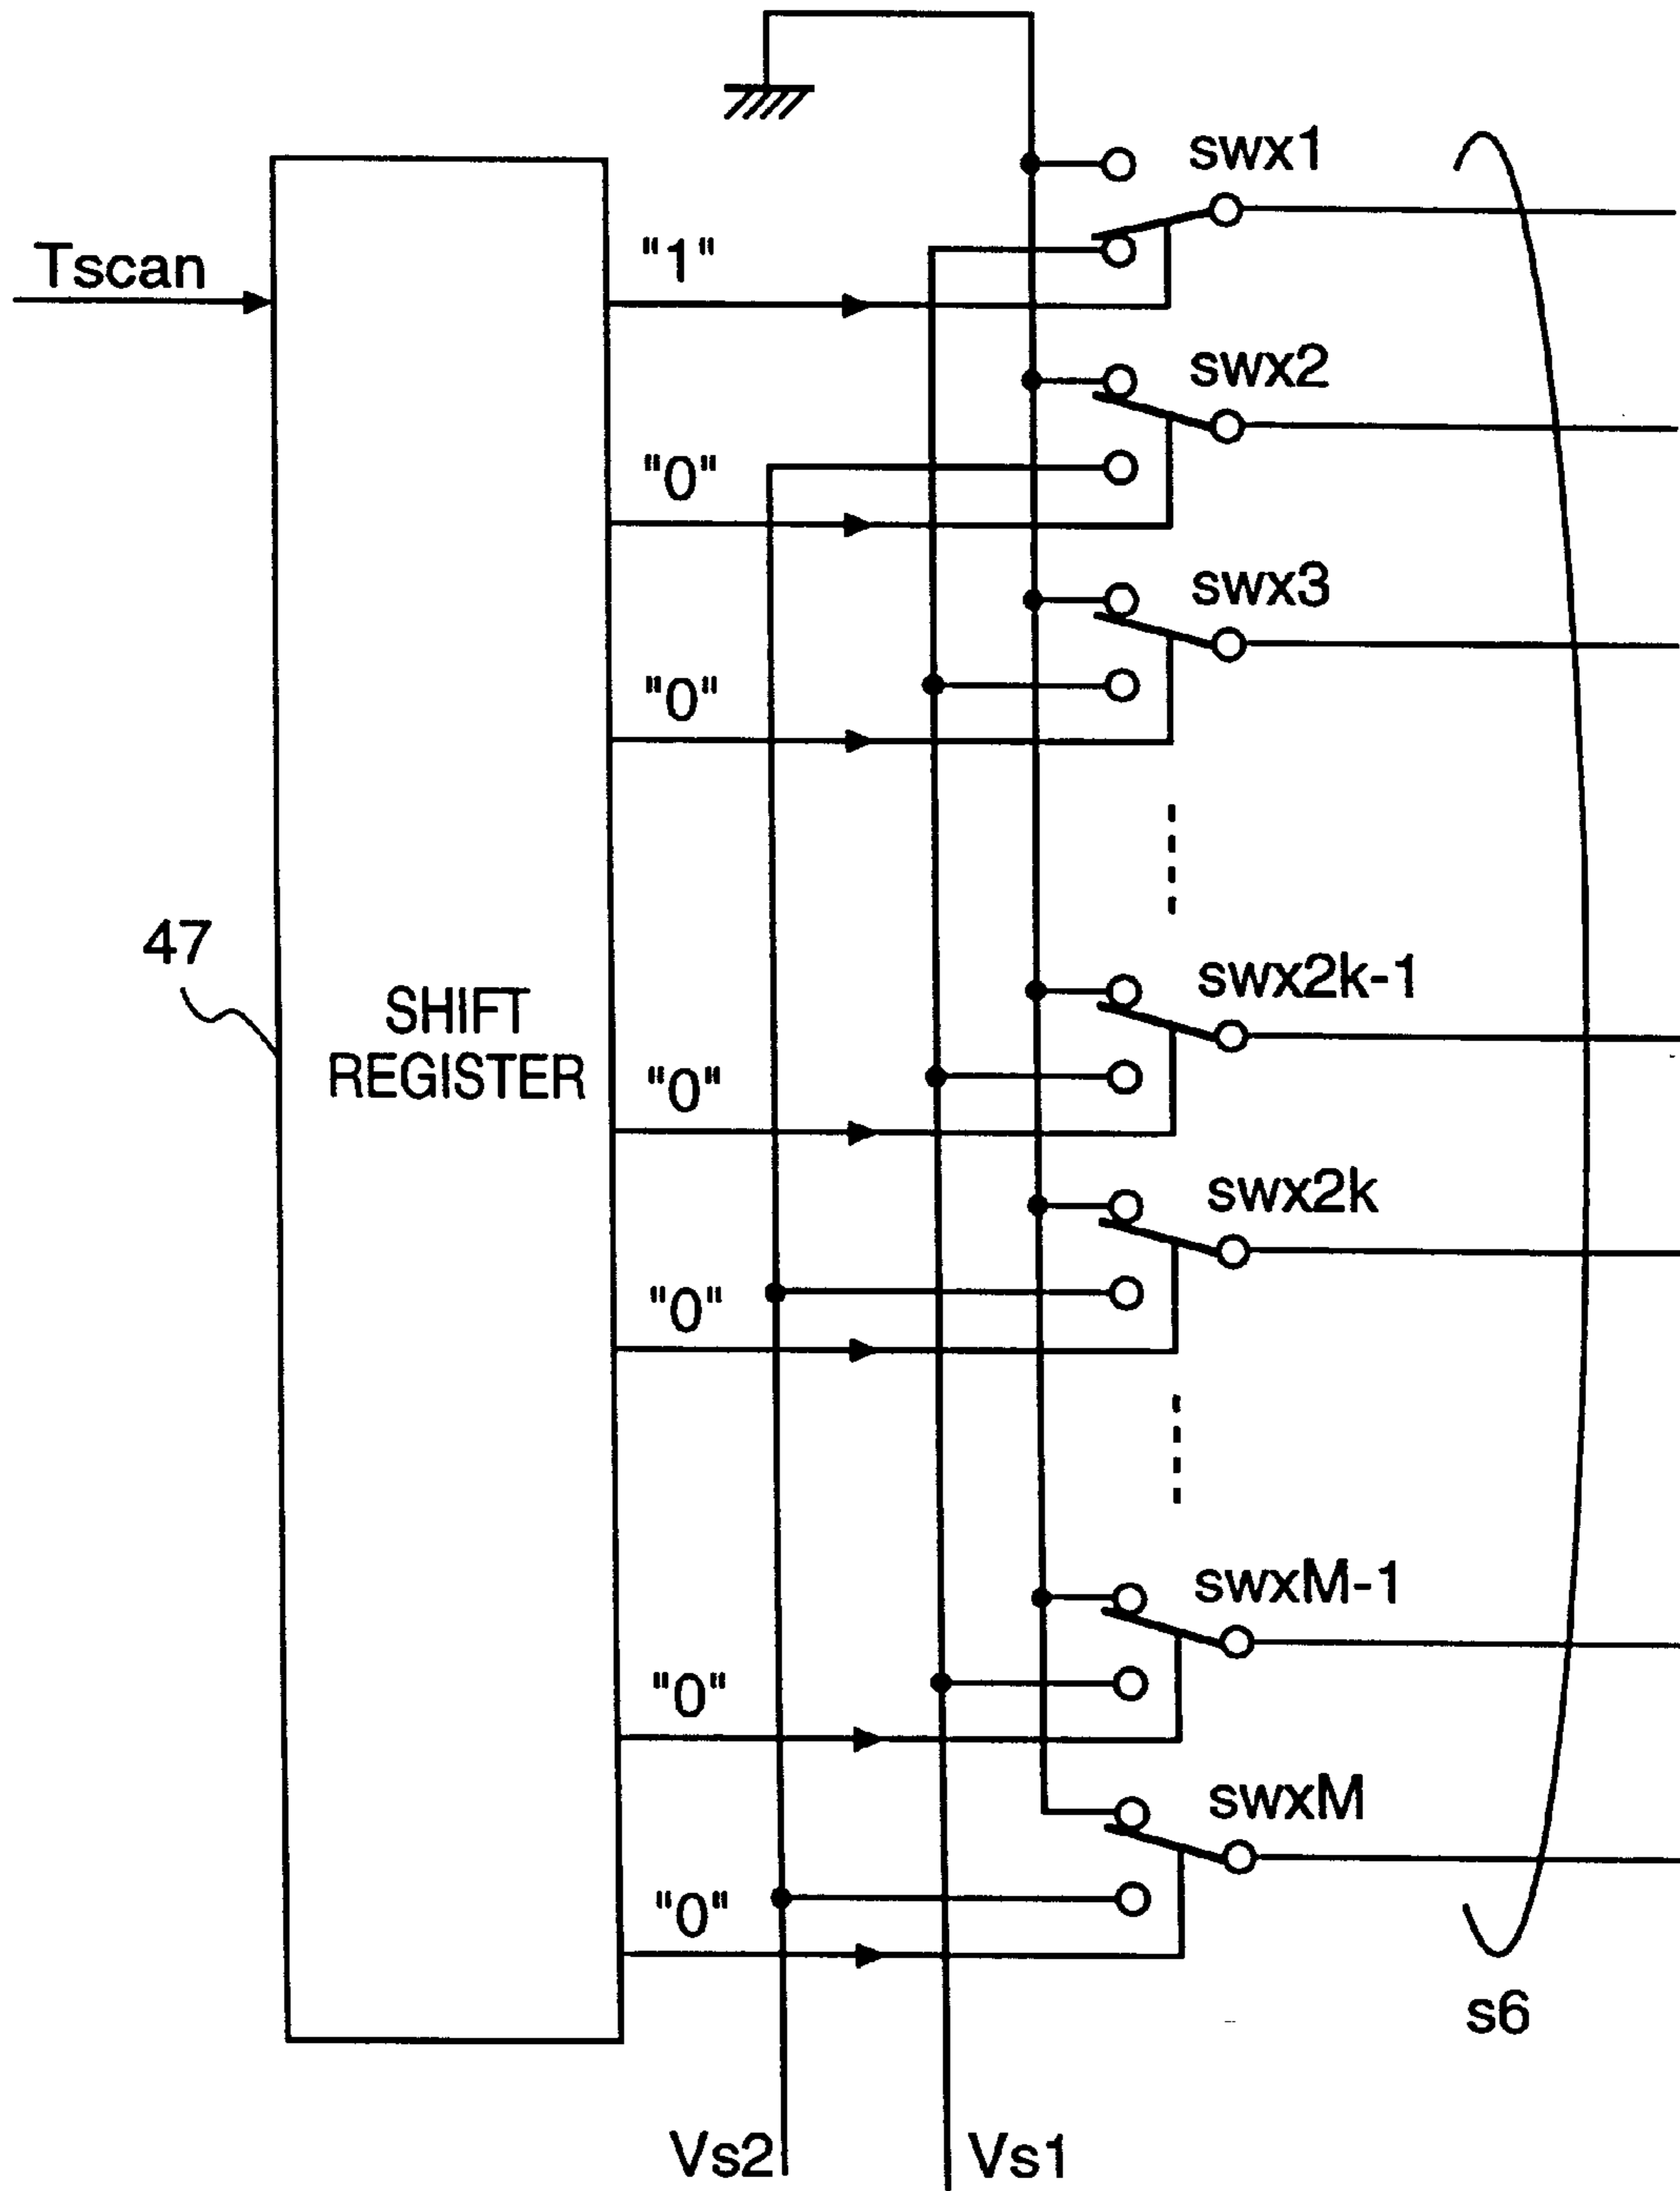 swx1
Tscan
"1"
swx2
"0"
swx3
"0"
47
swx2k-1
SHIFT
REGISTER
"0"
swx2k
"0"
swxM-1
"0"
swxM
"0"
s6
Vs2
Vs1